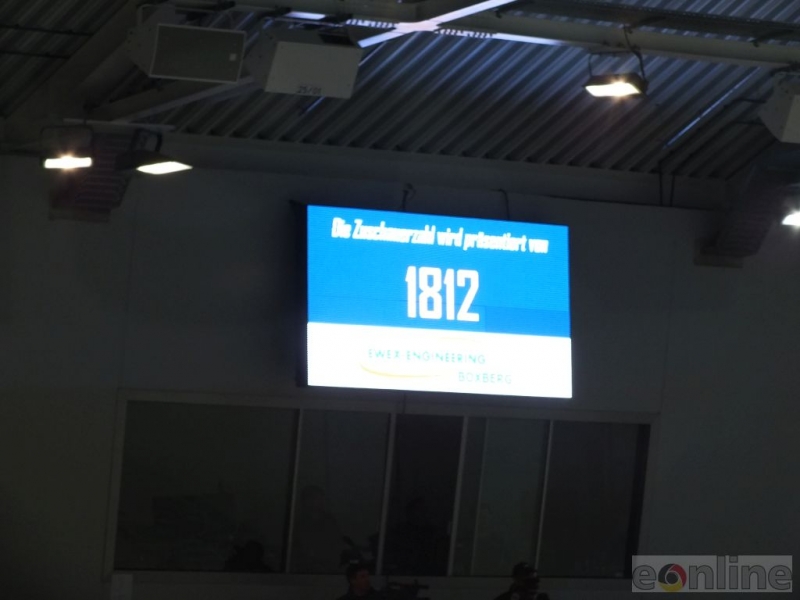 Die Zuschauerzahl wird präsentiert von
1812
EWEX-ENGINEERING
BOXBERG
eonline